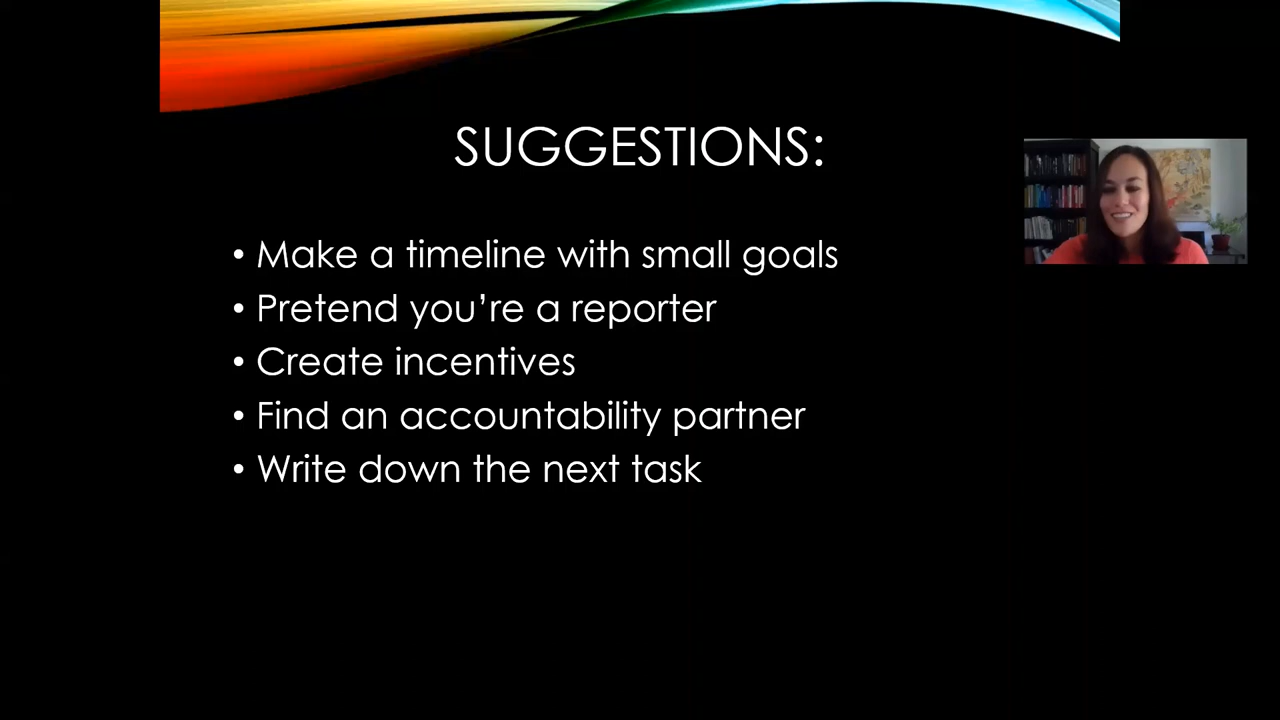 SUGGESTIONS:
• Make a timeline with small goals
• Pretend you’re a reporter
• Create incentives
• Find an accountability partner
• Write down the next task